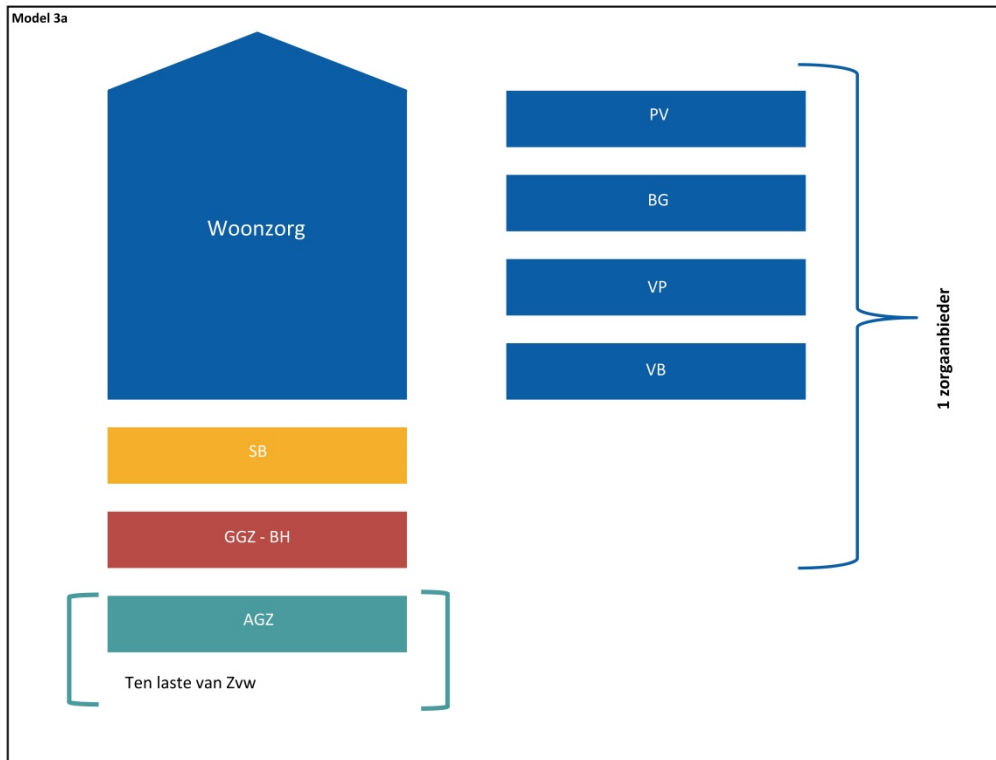 Model 3a
Woonzorg
SB
GGZ - BH
AGZ
Ten laste van Zvw
PV
BG
VP
VB
1 zorgaanbieder